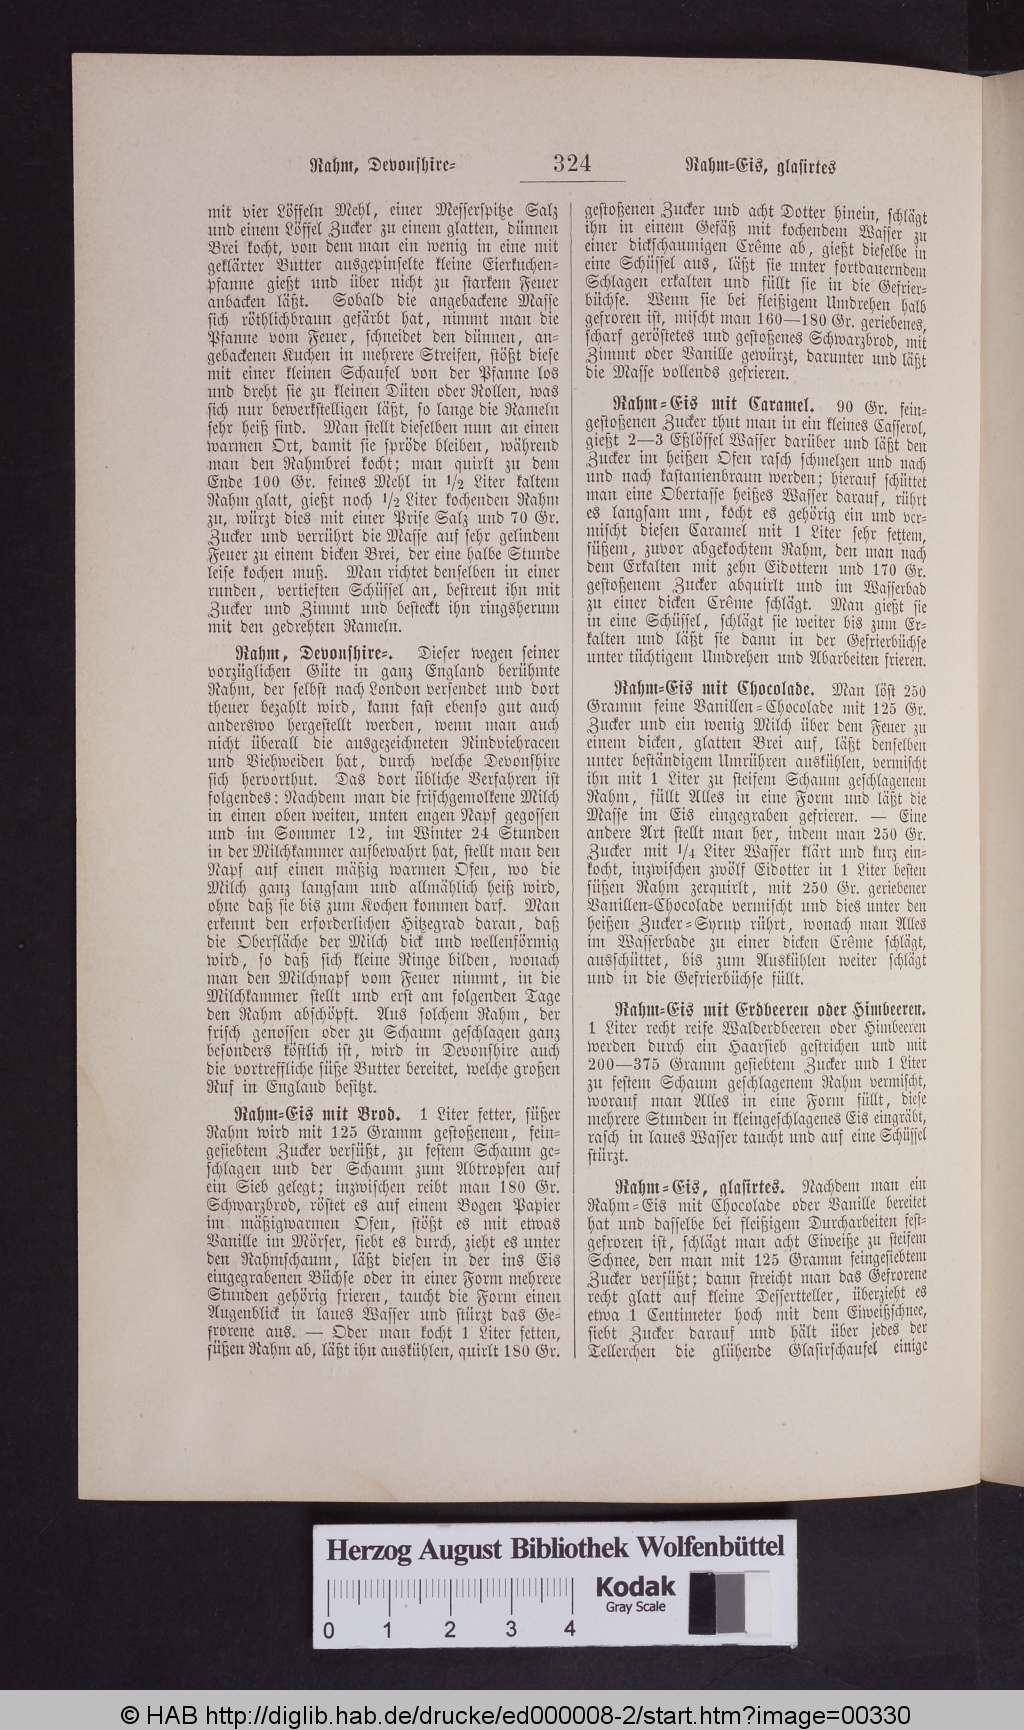 Rahm, Devonshire-
324
Rahm-Eis, glasirtes
mit vier Löffeln Mehl, einer Messerspitze Salz
und einem Löffel Zucker zu einem glatten, dünnen
Brei kocht, von dem man ein wenig in eine mit
geklärter Butter ausgepinselte kleine Eierkuchen-
pfanne gießt und über nicht zu starkem Feuer
anbacken läßt. Sobald die angebackene Masse
sich röthlichbraun gefärbt hat, nimmt man die
Pfanne vom Feuer, schneidet den dünnen, an-
gebackenen Kuchen in mehrere Streifen, stößt diese
mit einer kleinen Schaufel von der Pfanne los
und dreht sie zu kleinen Düten oder Rollen, was
sich nur bewerkstelligen läßt, so lange die Rameln
sehr heiß sind. Man stellt dieselben nun an einen
warmen Ort, damit sie spröde bleiben, während
man den Rahmbrei kocht; man quirlt zu dem
Ende 100 Gr. feines Mehl in 1/2 Liter kaltem
Rahm glatt, gießt noch 1/2 Liter kochenden Rahm
zu, würzt dies mit einer Prise Salz und 70 Gr.
Zucker und verrührt die Masse auf sehr gelindem
Feuer zu einem dicken Brei, der eine halbe Stunde
leise kochen muß. Man richtet denselben in einer
runden, vertieften Schüssel an, bestreut ihn mit
Zucker und Zimmt und besteckt ihn ringsherum
mit den gedrehten Rameln.
Rahm, Devonshire-. Dieser wegen seiner
vorzüglichen Güte in ganz England berühmte
Rahm, der selbst nach London versendet und dort
theuer bezahlt wird, kann fast ebenso gut auch
anderswo hergestellt werden, wenn man auch
nicht überall die ausgezeichneten Rindviehracen
und Viehweiden hat, durch welche Devonshire
sich hervorthut. Das dort übliche Verfahren ist
folgendes: Nachdem man die frischgemolkene Milch
in einen oben weiten, unten engen Napf gegossen
und im Sommer 12, im Winter 24 Stunden
in der Milchkammer aufbewahrt hat, stellt man den
Napf auf einen mäßig warmen Ofen, wo die
Milch ganz langsam und allmählich heiß wird,
ohne daß sie bis zum Kochen kommen darf. Man
erkennt den erforderlichen Hitzegrad daran, daß
die Oberfläche der Milch dick und wellenförmig
wird, so daß sich kleine Ringe bilden, wonach
man den Milchnapf vom Feuer nimmt, in die
Milchkammer stellt und erst am folgenden Tage
den Rahm abschöpft. Aus solchem Rahm, der
frisch genossen oder zu Schaum geschlagen ganz
besonders köstlich ist, wird in Devonshire auch
die vortreffliche süße Butter bereitet, welche großen
Ruf in England besitzt.
Rahm-Eis mit Brod. 1 Liter fetter, süßer
Rahm wird mit 125 Gramm gestoßenem, fein-
gesiebtem Zucker versüßt, zu festem Schaum ge-
schlagen und der Schaum zum Abtropfen auf
ein Sieb gelegt; inzwischen reibt man 180 Gr.
Schwarzbrod, röstet es auf einem Bogen Papier
im mäßigwarmen Ofen, stößt es mit etwas
Vanille im Mörser, siebt es durch, zieht es unter
den Rahmschaum, läßt diesen in der ins Eis
eingegrabenen Büchse oder in einer Form mehrere
Stunden gehörig frieren, taucht die Form einen
Augenblick in laues Wasser und stürzt das Ge-
frorene aus. — Oder man kocht 1 Liter fetten,
süßen Rahm ab, läßt ihn auskühlen, quirlt 180 Gr.
gestoßenen Zucker und acht Dotter hinein, schlägt
ihn in einem Gefäß mit kochendem Wasser zu
einer dickschaumigen Crême ab, gießt dieselbe in
eine Schüssel aus, läßt sie unter fortdauerndem
Schlagen erkalten und füllt sie in die Gefrier-
büchse. Wenn sie bei fleißigem Umdrehen halb
gefroren ist, mischt man 160—180 Gr. geriebenes,
scharf geröstetes und gestoßenes Schwarzbrod, mit
Zimmt oder Vanille gewürzt, darunter und läßt
die Masse vollends gefrieren.
Rahm-Eis mit Caramel. 90 Gr. fein-
gestoßenen Zucker thut man in ein kleines Casserol,
gießt 2—3 Eßlöffel Wasser darüber und läßt den
Zucker im heißen Ofen rasch schmelzen und nach
und nach kastanienbraun werden; hierauf schüttet
man eine Obertasse heißes Wasser darauf, rührt
es langsam um, kocht es gehörig ein und ver-
mischt diesen Caramel mit 1 Liter sehr fettem,
süßem, zuvor abgekochtem Rahm, den man nach
dem Erkalten mit zehn Eidottern und 170 Gr.
gestoßenem Zucker abquirlt und im Wasserbad
zu einer dicken Crême schlägt. Man gießt sie
in eine Schüssel, schlägt sie weiter bis zum Er-
kalten und läßt sie dann in der Gefrierbüchse
unter tüchtigem Umdrehen und Abarbeiten frieren.
Rahm-Eis mit Chocolade. Man löst 250
Gramm feine Vanillen-Chocolade mit 125 Gr.
Zucker und ein wenig Milch über dem Feuer zu
einem dicken, glatten Brei auf, läßt denselben
unter beständigem Umrühren auskühlen, vermischt
ihn mit 1 Liter zu steifem Schaum geschlagenem
Rahm, füllt Alles in eine Form und läßt die
Masse im Eis eingegraben gefrieren. — Eine
andere Art stellt man her, indem man 250 Gr.
Zucker mit 1/4 Liter Wasser klärt und kurz ein-
kocht, inzwischen zwölf Eidotter in 1 Liter besten
süßen Rahm zerquirlt, mit 250 Gr. geriebener
Vanillen-Chocolade vermischt und dies unter den
heißen Zucker-Syrup rührt, wonach man Alles
im Wasserbade zu einer dicken Crême schlägt,
ausschüttet, bis zum Auskühlen weiter schlägt
und in die Gefrierbüchse füllt.
Rahm-Eis mit Erdbeeren oder Himbeeren.
1 Liter recht reife Walderdbeeren oder Himbeeren
werden durch ein Haarsieb gestrichen und mit
200—375 Gramm gesiebtem Zucker und 1 Liter
zu festem Schaum geschlagenem Rahm vermischt,
worauf man Alles in eine Form füllt, diese
mehrere Stunden in kleingeschlagenes Eis eingräbt,
rasch in laues Wasser taucht und auf eine Schüssel
stürzt.
Rahm-Eis, glasirtes. Nachdem man ein
Rahm-Eis mit Chocolade oder Vanille bereitet
hat und dasselbe bei fleißigem Durcharbeiten fest-
gefroren ist, schlägt man acht Eiweiße zu steifem
Schnee, den man mit 125 Gramm feingesiebtem
Zucker versüßt; dann streicht man das Gefrorene
recht glatt auf kleine Dessertteller, überzieht es
etwa 1 Centimeter hoch mit dem Eiweißschnee,
siebt Zucker darauf und hält über jedes der
Tellerchen die glühende Glasirschaufel einige
Herzog August Bibliothek Wolfenbüttel
Kodak
Gray Scale
0 1 2 3 4
© HAB http://diglib.hab.de/drucke/ed000008-2/start.htm?image=00330